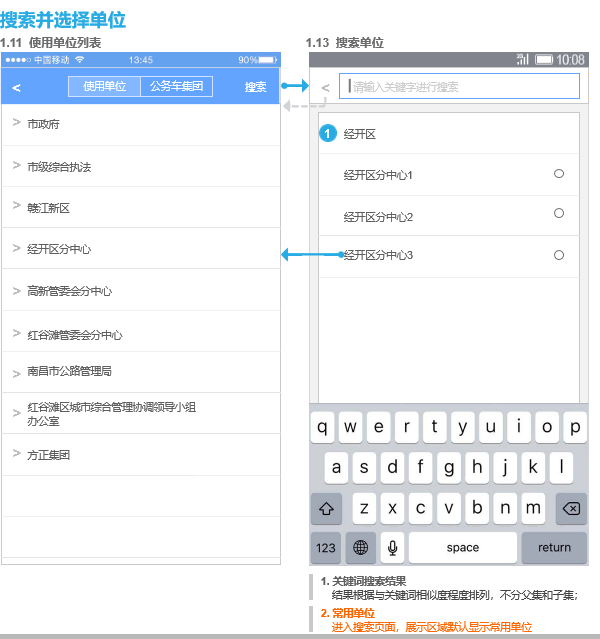 搜索并选择单位
1.11 使用单位列表
中国移动 13:45 90%
< 使用单位 公务车集团 搜索
> 市政府
> 市级综合执法
> 赣江新区
> 经开区分中心
> 高新管委会分中心
> 红谷滩管委会分中心
> 南昌市公路管理局
> 红谷滩区城市综合管理协调领导小组
办公室
> 方正集团
1.13 搜索单位
10:08
< 请输入关键字进行搜索
1 经开区
经开区分中心1
经开区分中心2
经开区分中心3
q w e r t y u i o p
a s d f g h j k l
z x c v b n m
123 space return
1. 关键词搜索结果
结果根据与关键词相似度程度排列，不分父集和子集；
2. 常用单位
进入搜索页面，展示区域默认显示常用单位